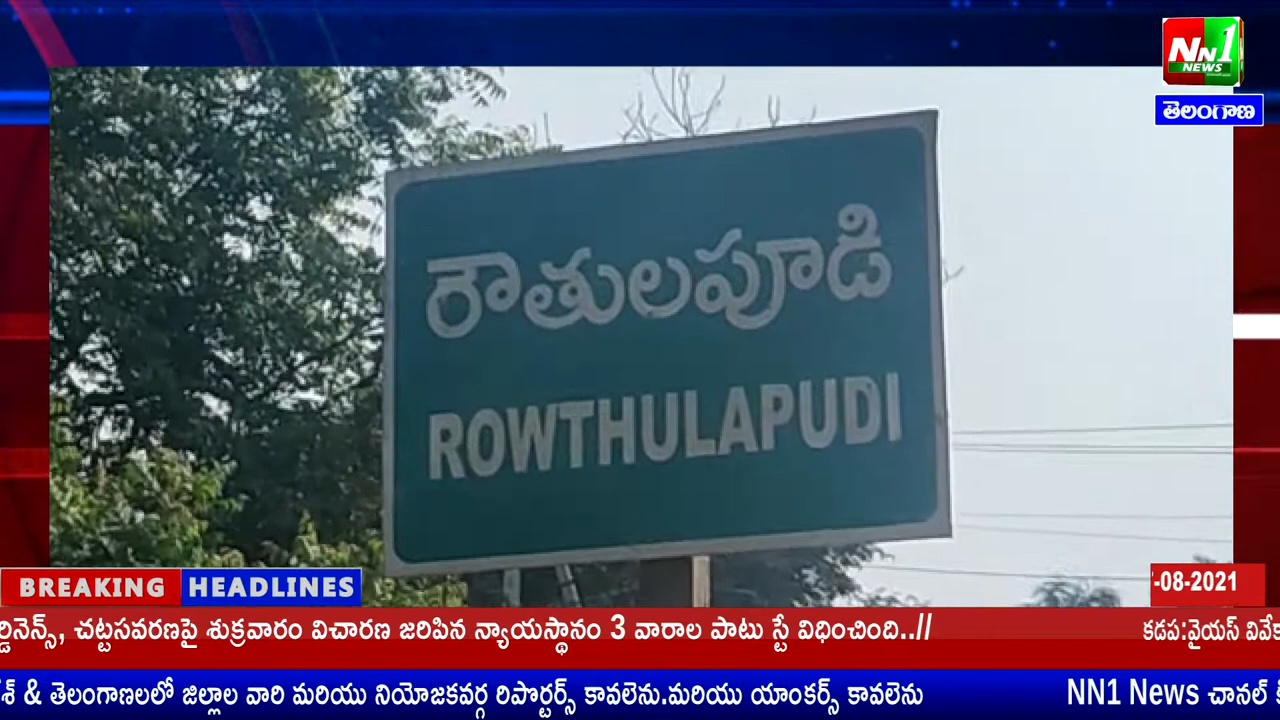 NN1
NEWS
తెలంగాణ
రౌతులపూడి
ROWTHULAPUDI
BREAKING HEADLINES
-08-2021
ర్డినెన్స్, చట్టసవరణపై శుక్రవారం విచారణ జరిపిన న్యాయస్థానం 3 వారాల పాటు స్టే విధించింది..// కడప:వైయస్ వివేక
శ్ & తెలంగాణలలో జిల్లాల వారి మరియు నియోజకవర్గ రిపొర్టర్స్ కావలెను.మరియు యాంకర్స్ కావలెను NN1 News చానల్